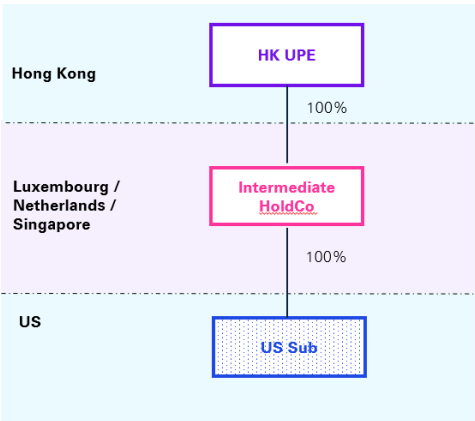 HK UPE
Hong Kong
100%
Luxembourg /
Netherlands /
Singapore
Intermediate
HoldCo
100%
US
US Sub